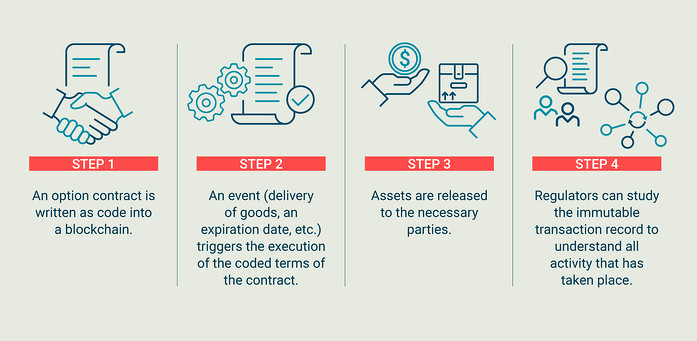 $
STEP 1
An option contract is
written as code into
a blockchain.
STEP 2
An event (delivery
of goods, an
expiration date, etc.)
triggers the execution
of the coded terms of
the contract.
STEP 3
Assets are released
to the necessary
parties.
STEP 4
Regulators can study
the immutable
transaction record to
understand all
activity that has
taken place.